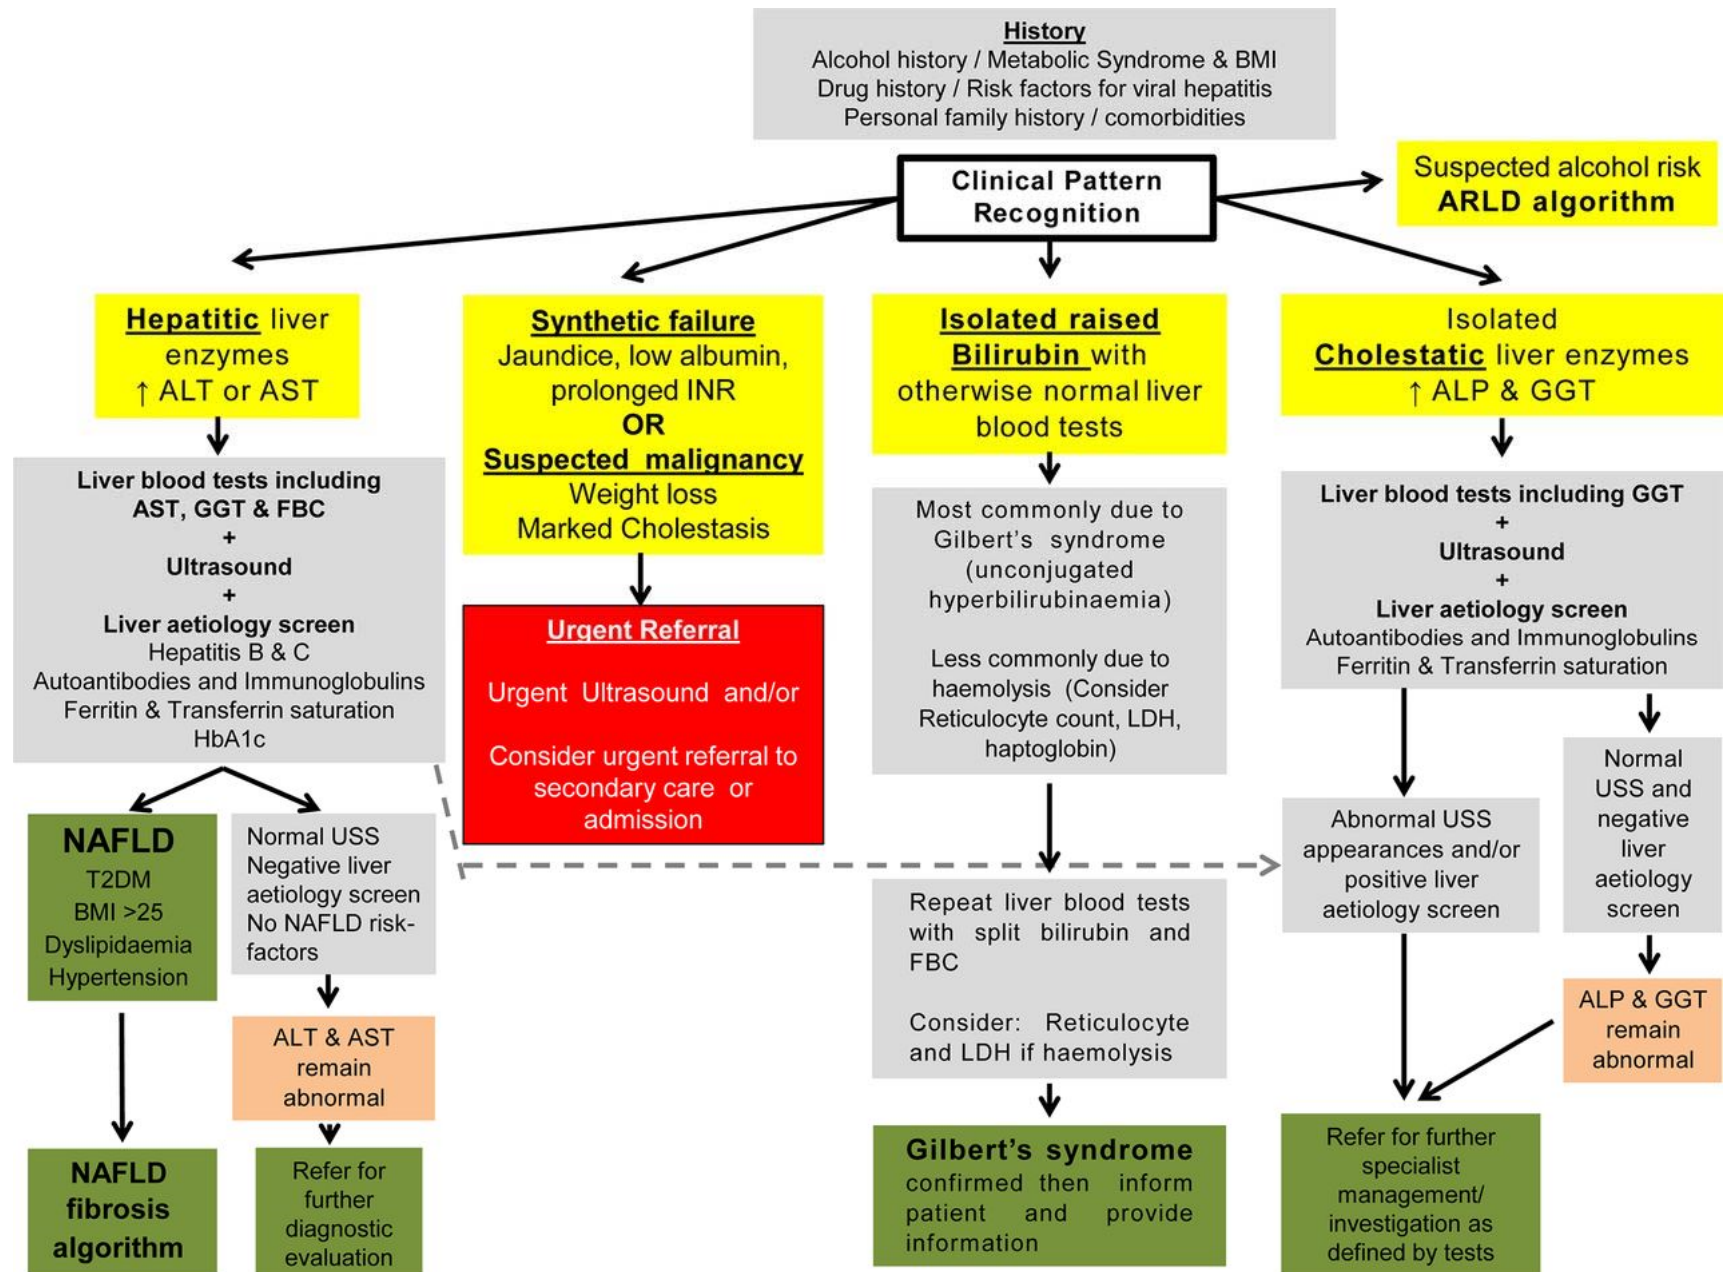 History
Alcohol history / Metabolic Syndrome & BMI
Drug history / Risk factors for viral hepatitis
Personal family history / comorbidities
Clinical Pattern
Recognition
Suspected alcohol risk
ARLD algorithm
Hepatitic liver
enzymes
↑ ALT or AST
Liver blood tests including
AST, GGT & FBC
+
Ultrasound
+
Liver aetiology screen
Hepatitis B & C
Autoantibodies and Immunoglobulins
Ferritin & Transferrin saturation
HbA1c
NAFLD
T2DM
BMI >25
Dyslipidaemia
Hypertension
NAFLD
fibrosis
algorithm
Normal USS
Negative liver
aetiology screen
No NAFLD risk-
factors
ALT & AST
remain
abnormal
Refer for
further
diagnostic
evaluation
Synthetic failure
Jaundice, low albumin,
prolonged INR
OR
Suspected malignancy
Weight loss
Marked Cholestasis
Urgent Referral
Urgent Ultrasound and/or
Consider urgent referral to
secondary care or
admission
Isolated raised
Bilirubin with
otherwise normal liver
blood tests
Most commonly due to
Gilbert's syndrome
(unconjugated
hyperbilirubinaemia)
Less commonly due to
haemolysis (Consider
Reticulocyte count, LDH,
haptoglobin)
Repeat liver blood tests
with split bilirubin and
FBC
Consider: Reticulocyte
and LDH if haemolysis
Gilbert's syndrome
confirmed then inform
patient and provide
information
Isolated
Cholestatic liver enzymes
↑ ALP & GGT
Liver blood tests including GGT
+
Ultrasound
+
Liver aetiology screen
Autoantibodies and Immunoglobulins
Ferritin & Transferrin saturation
Abnormal USS
appearances and/or
positive liver
aetiology screen
Normal
USS and
negative
liver
aetiology
screen
ALP & GGT
remain
abnormal
Refer for further
specialist
management/
investigation as
defined by tests